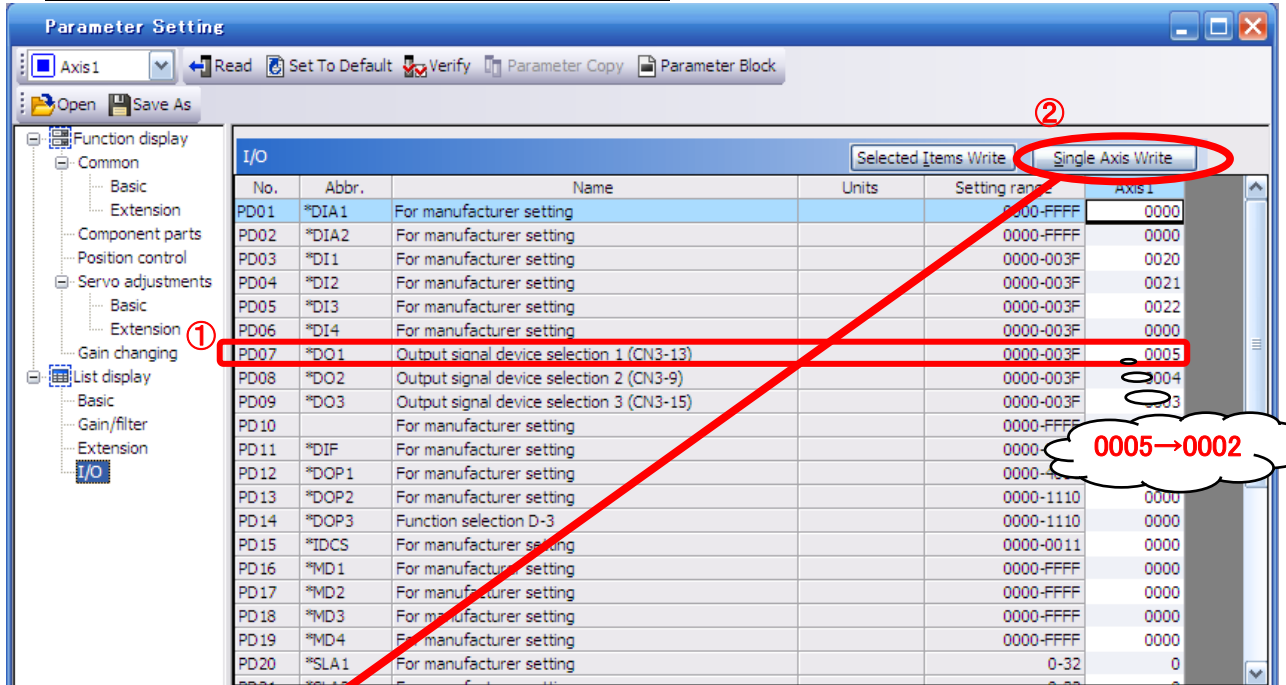 Parameter Setting
Axis1 Read Set To Default Verify Parameter Copy Parameter Block
Open Save As
②
Function display
Common
Basic
Extension
Component parts
Position control
Servo adjustments
Basic
Extension
Gain changing
List display
Basic
Gain/filter
Extension
I/O
①
I/O Selected Items Write Single Axis Write
No. Abbr. Name Units Setting range Axis1
PD01 *DIA1 For manufacturer setting 0000-FFFF 0000
PD02 *DIA2 For manufacturer setting 0000-FFFF 0000
PD03 *DI1 For manufacturer setting 0000-003F 0020
PD04 *DI2 For manufacturer setting 0000-003F 0021
PD05 *DI3 For manufacturer setting 0000-003F 0022
PD06 *DI4 For manufacturer setting 0000-003F 0000
PD07 *DO1 Output signal device selection 1 (CN3-13) 0000-003F 0005
PD08 *DO2 Output signal device selection 2 (CN3-9) 0000-003F 0004
PD09 *DO3 Output signal device selection 3 (CN3-15) 0000-003F 0003
PD10 For manufacturer setting 0000-FFFF
PD11 *DIF For manufacturer setting 0000-
0005→0002
PD12 *DOP1 For manufacturer setting 0000-
PD13 *DOP2 For manufacturer setting 0000-1110 0000
PD14 *DOP3 Function selection D-3 0000-1110 0000
PD15 *IDCS For manufacturer setting 0000-0011 0000
PD16 *MD1 For manufacturer setting 0000-FFFF 0000
PD17 *MD2 For manufacturer setting 0000-FFFF 0000
PD18 *MD3 For manufacturer setting 0000-FFFF 0000
PD19 *MD4 For manufacturer setting 0000-FFFF 0000
PD20 *SLA1 For manufacturer setting 0-32 0